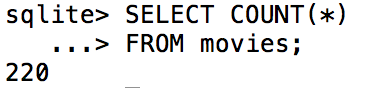 sqlite> SELECT COUNT(*)
   ...> FROM movies;
220